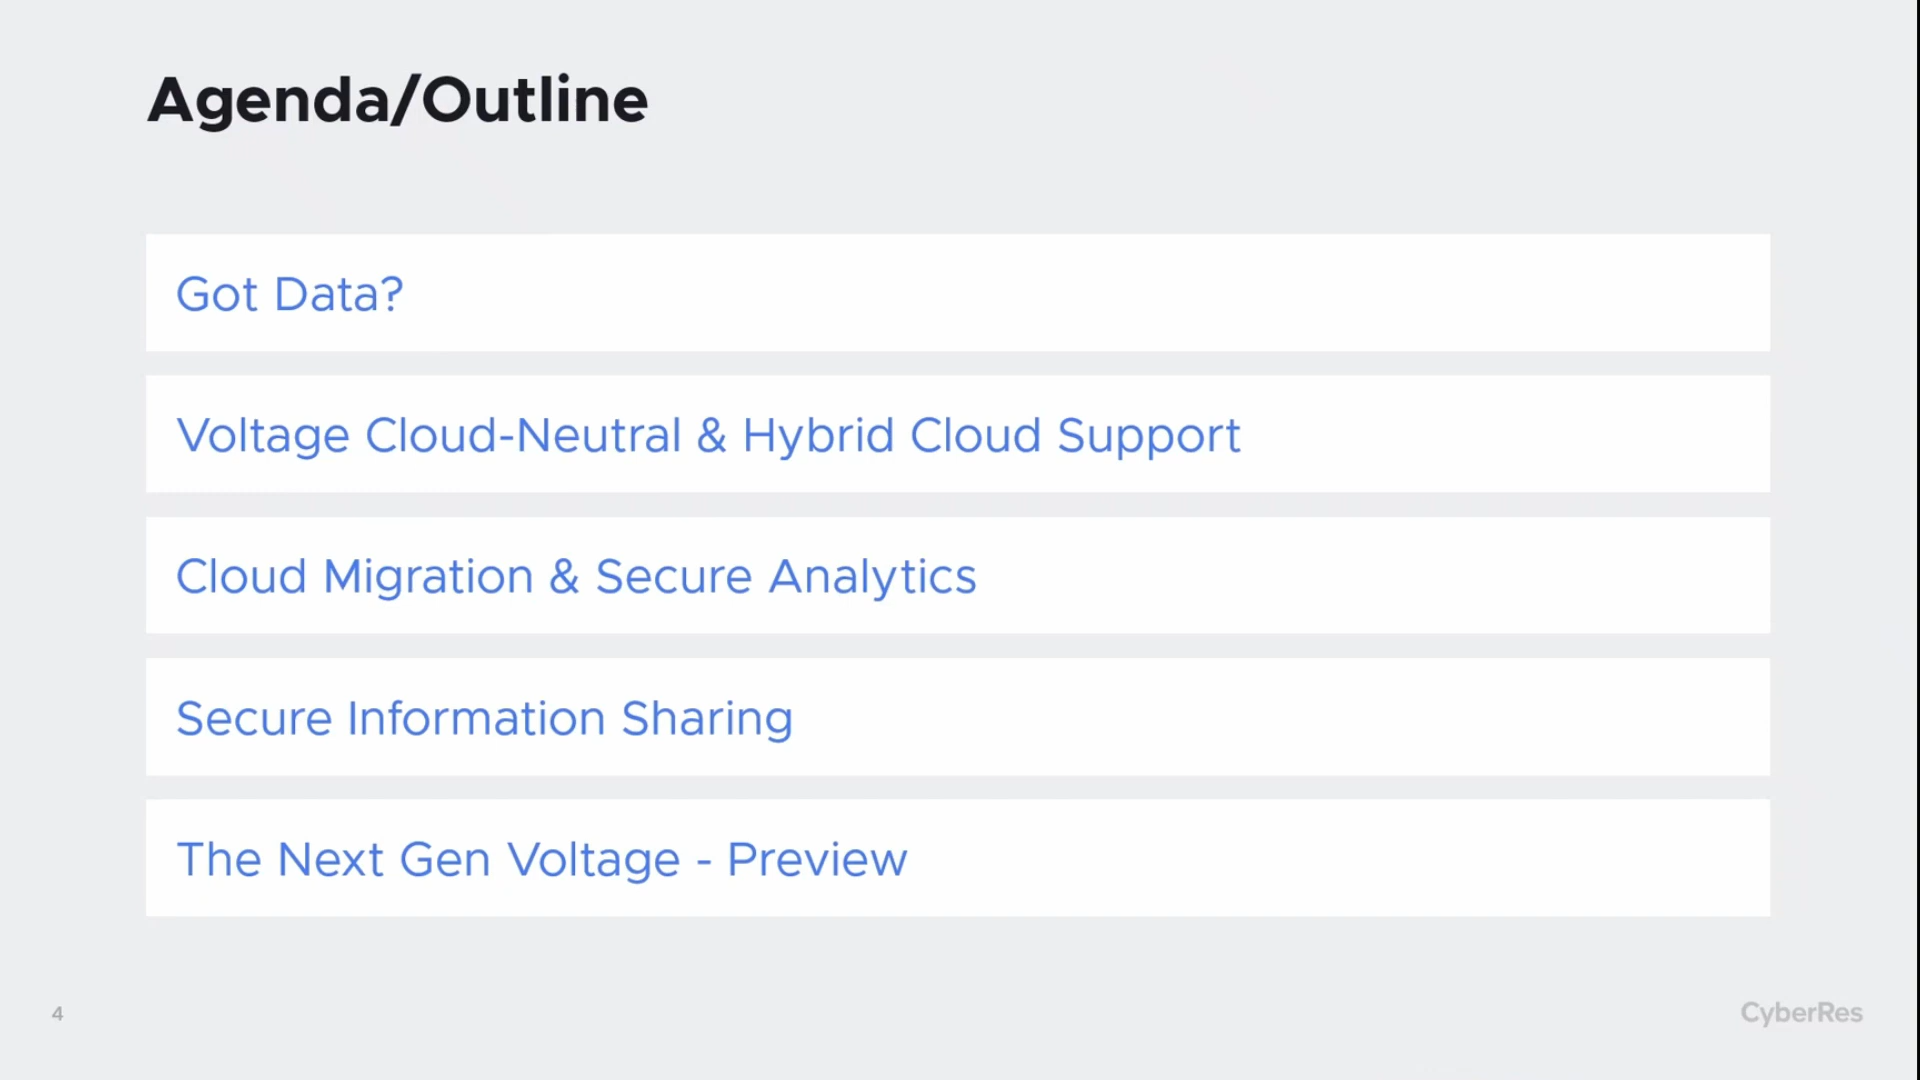 Agenda/Outline
Got Data?
Voltage Cloud-Neutral & Hybrid Cloud Support
Cloud Migration & Secure Analytics
Secure Information Sharing
The Next Gen Voltage - Preview
4
CyberRes